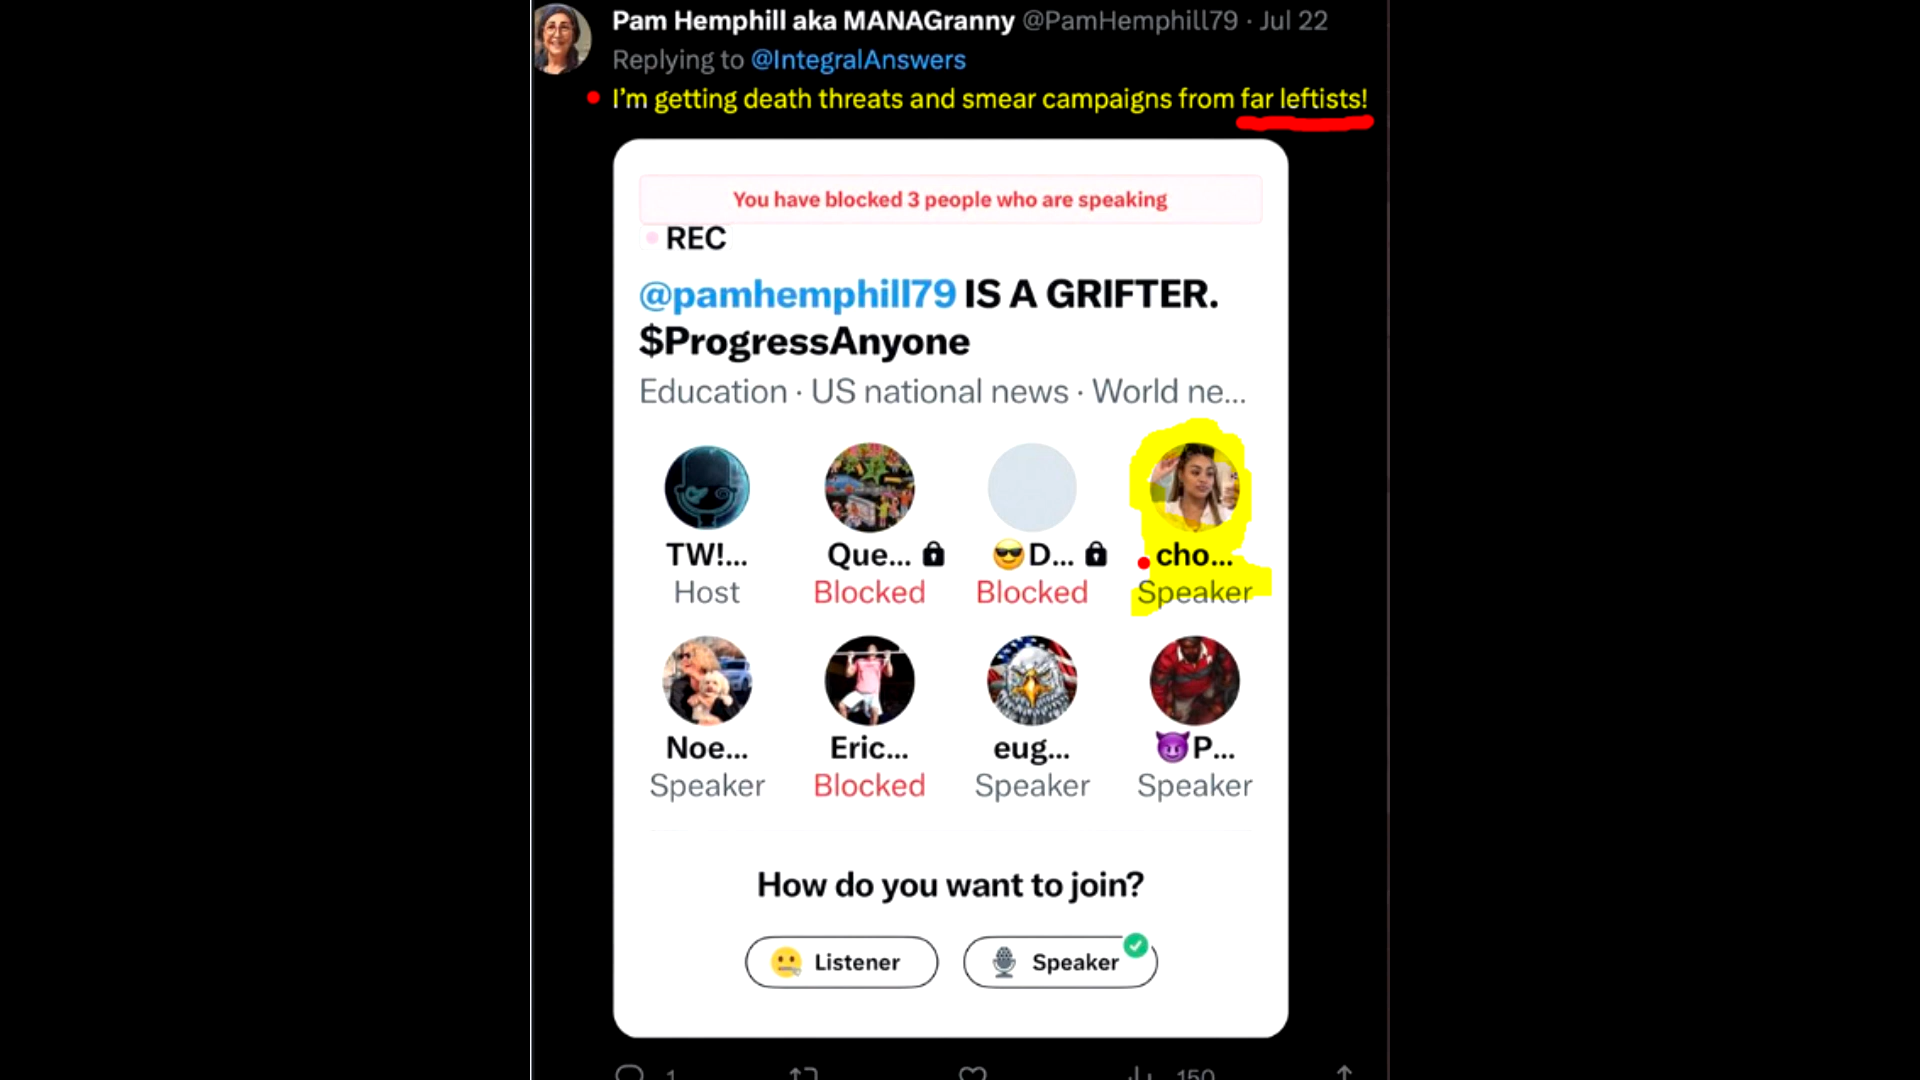 Pam Hemphill aka MANAGranny @PamHemphill79 · Jul 22
Replying to @IntegralAnswers
I'm getting death threats and smear campaigns from far leftists!
You have blocked 3 people who are speaking
REC
@pamhemphill79 IS A GRIFTER.
$ProgressAnyone
Education · US national news · World ne...
TW!... Que... 😎D... cho...
Host Blocked Blocked Speaker
Noe... Eric... eug... 😈P...
Speaker Blocked Speaker Speaker
How do you want to join?
Listener Speaker
1 150